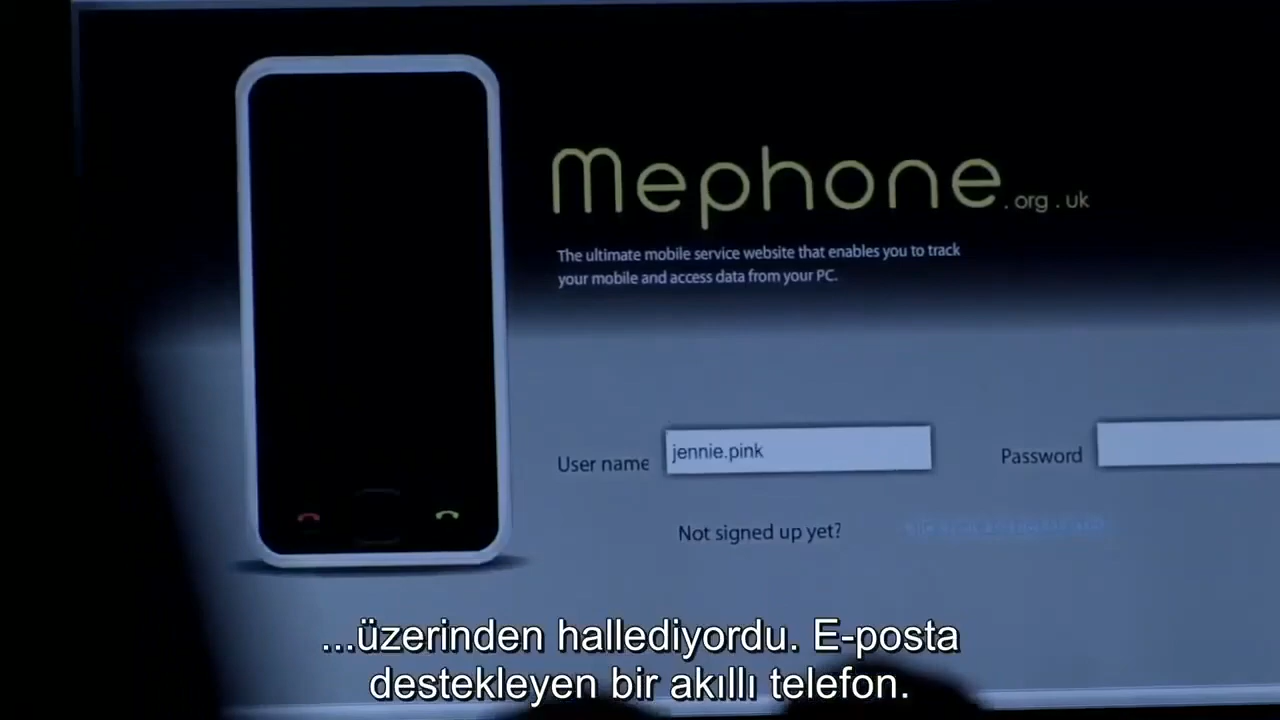 Mephone.org.uk
The ultimate mobile service website that enables you to track
your mobile and access data from your PC.
User name
jennie.pink
Password
Not signed up yet?
...üzerinden hallediyordu. E-posta
destekleyen bir akıllı telefon.